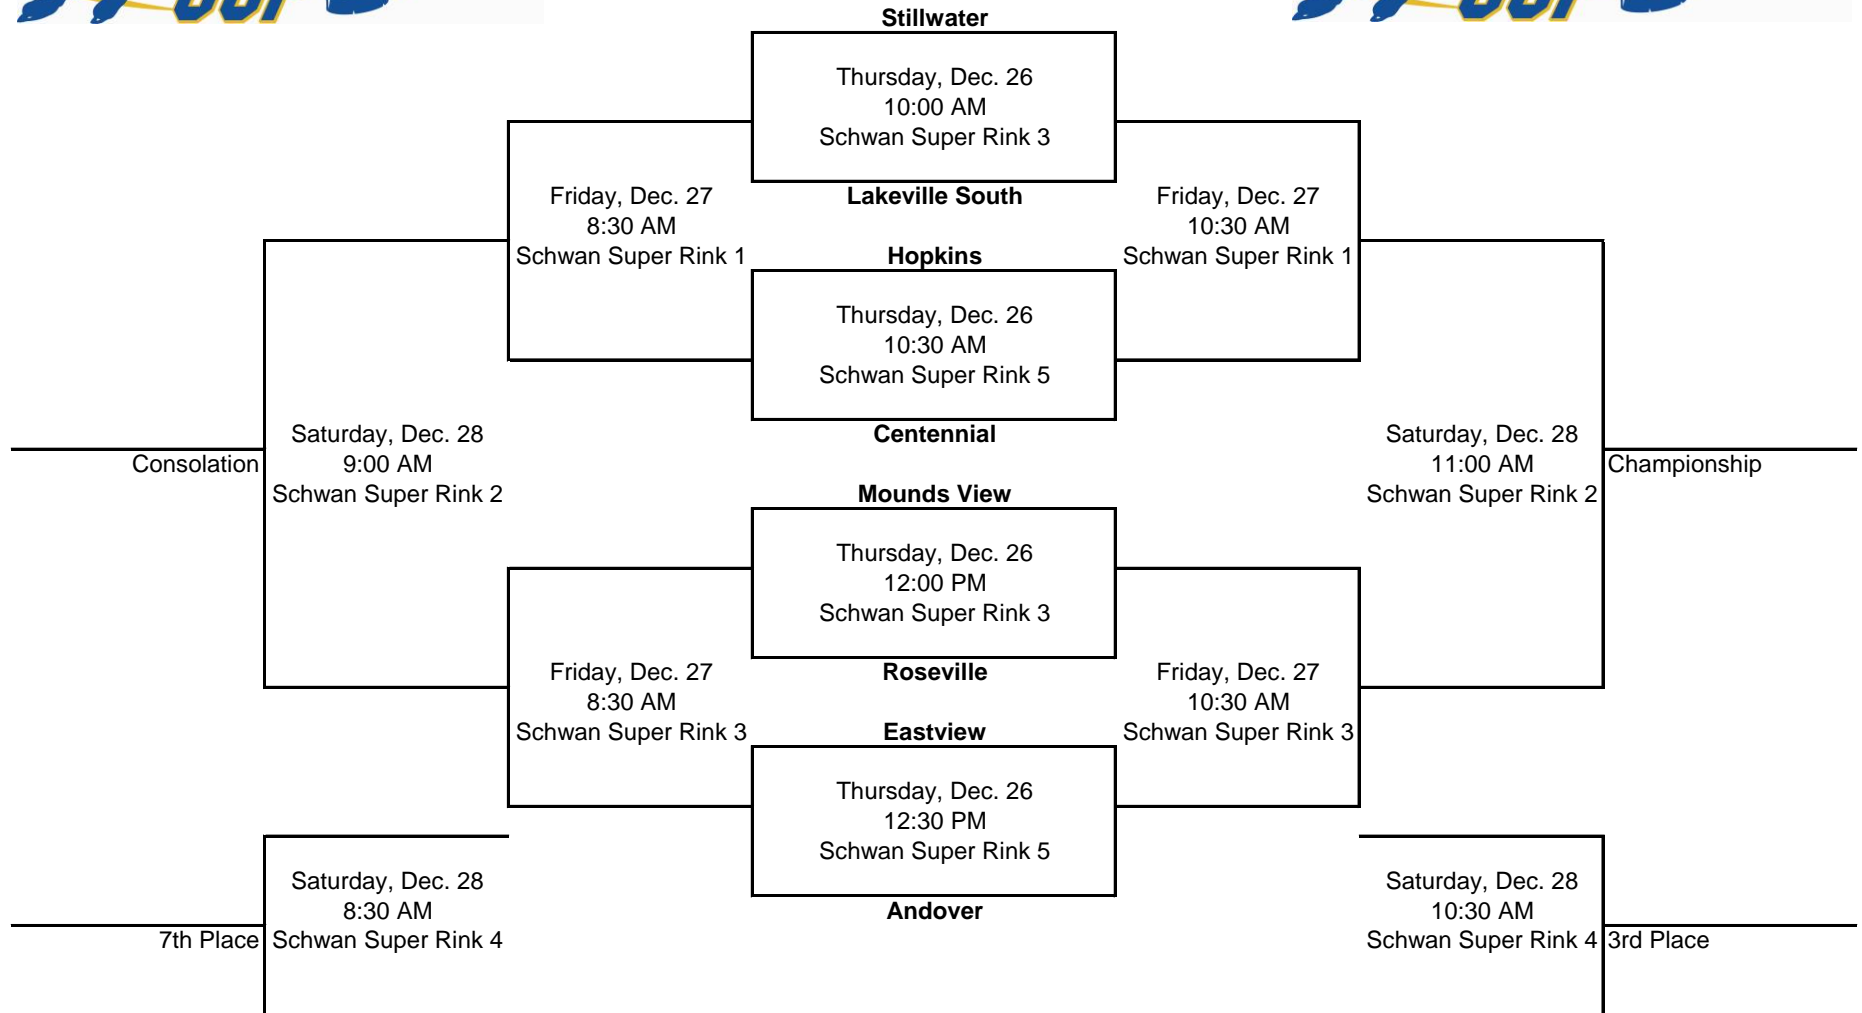 Stillwater
Thursday, Dec. 26
10:00 AM
Schwan Super Rink 3
Lakeville South
Friday, Dec. 27
8:30 AM
Schwan Super Rink 1
Friday, Dec. 27
10:30 AM
Schwan Super Rink 1
Hopkins
Thursday, Dec. 26
10:30 AM
Schwan Super Rink 5
Centennial
Saturday, Dec. 28
9:00 AM
Schwan Super Rink 2
Consolation
Saturday, Dec. 28
11:00 AM
Schwan Super Rink 2
Championship
Mounds View
Thursday, Dec. 26
12:00 PM
Schwan Super Rink 3
Roseville
Friday, Dec. 27
8:30 AM
Schwan Super Rink 3
Friday, Dec. 27
10:30 AM
Schwan Super Rink 3
Eastview
Thursday, Dec. 26
12:30 PM
Schwan Super Rink 5
Andover
Saturday, Dec. 28
8:30 AM
Schwan Super Rink 4
7th Place
Saturday, Dec. 28
10:30 AM
Schwan Super Rink 4
3rd Place